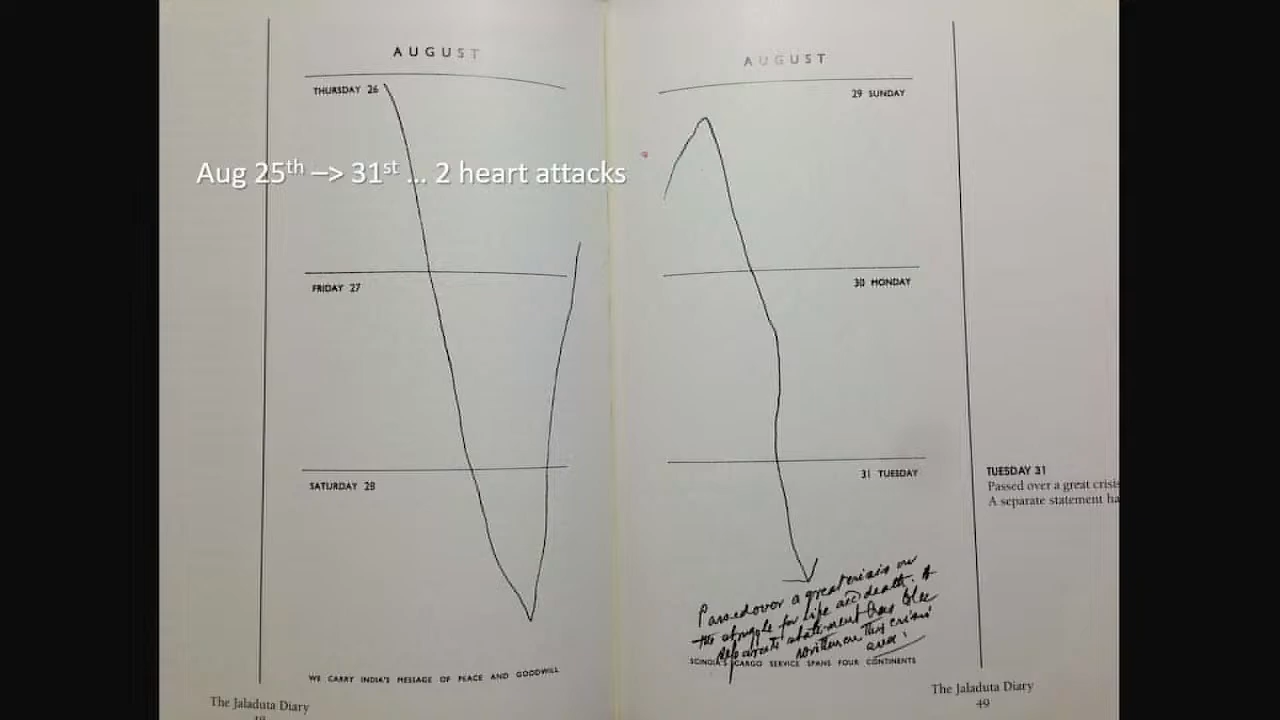 AUGUST
THURSDAY 26
Aug 25th –> 31st ... 2 heart attacks
FRIDAY 27
SATURDAY 28
WE CARRY INDIA'S MESSAGE OF PEACE AND GOODWILL
The Jaladuta Diary
48
AUGUST
29 SUNDAY
30 MONDAY
31 TUESDAY
Passed over a great crisis on
the struggle for life and death. A
separate statement has
written on this crisis
SCINDIA'S CARGO SERVICE SPANS FOUR CONTINENTS
TUESDAY 31
Passed over a great crisis
A separate statement ha
The Jaladuta Diary
49